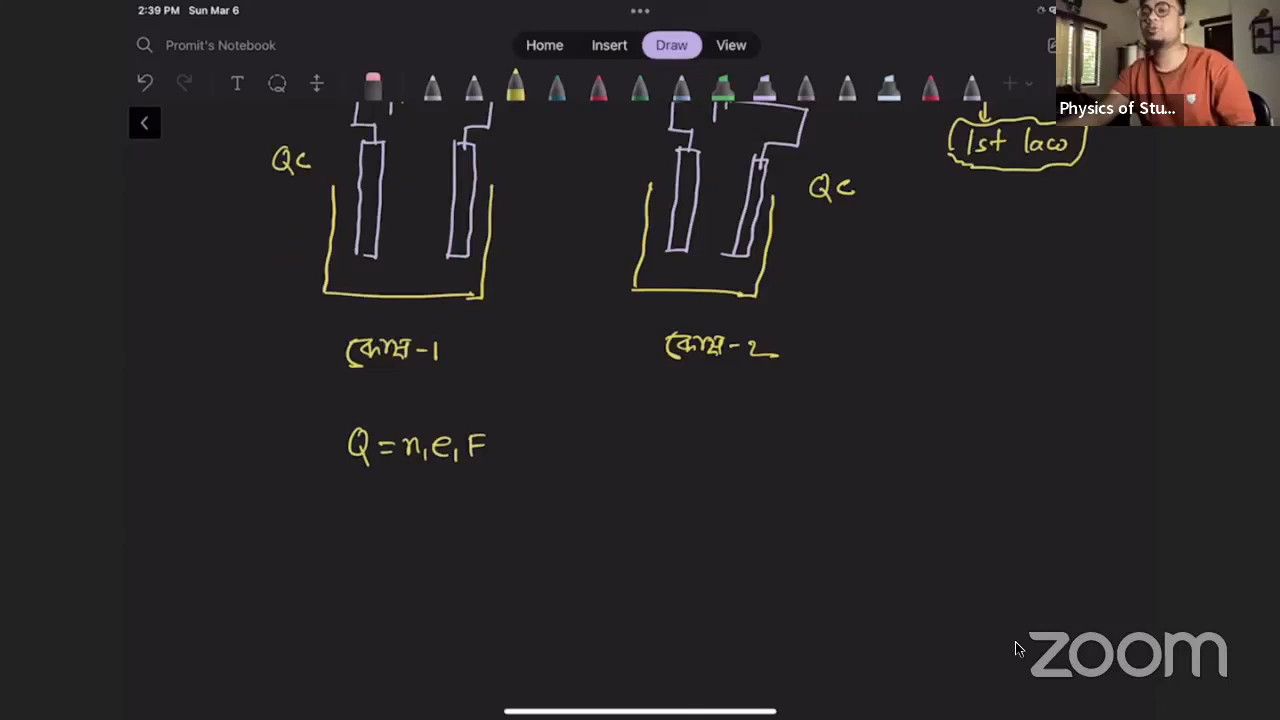 2:39 PM Sun Mar 6
Promit's Notebook
Home Insert Draw View
T
Physics of Stu...
1st law
QC
QC
কোষ-1
কোষ-2
Q = n₁e₁F
zoom